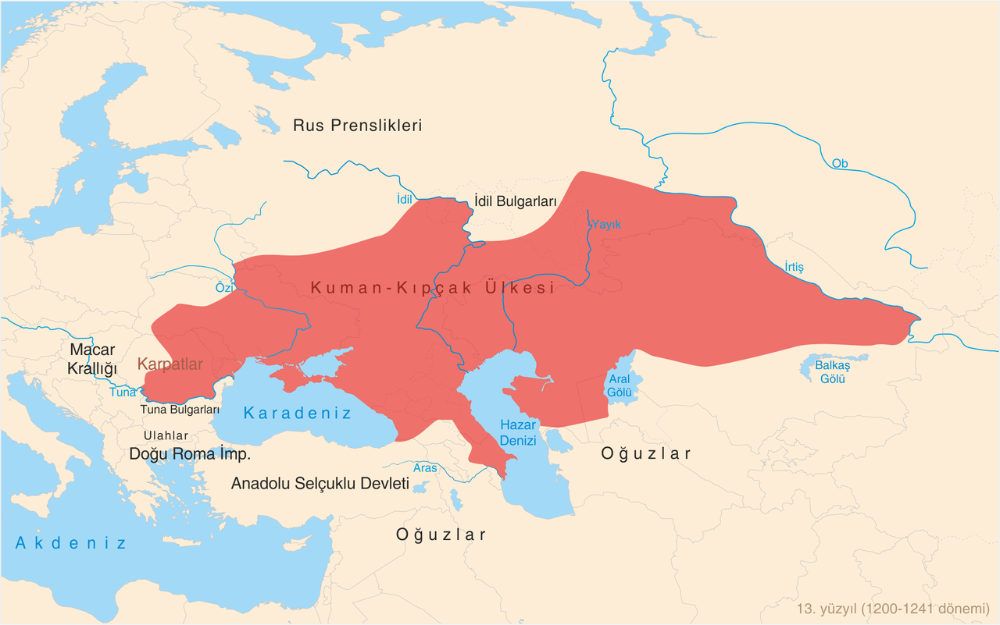 Rus Prenslikleri
Ob
İdil
İdil Bulgarları
Yayık
İrtiş
Özi
Kuman-Kıpçak Ülkesi
Macar
Krallığı
Karpatlar
Balkaş
Gölü
Aral
Gölü
Tuna
Tuna Bulgarları
Karadeniz
Hazar
Denizi
Ulahlar
Doğu Roma İmp.
Oğuzlar
Aras
Anadolu Selçuklu Devleti
Oğuzlar
Akdeniz
13. yüzyıl (1200-1241 dönemi)